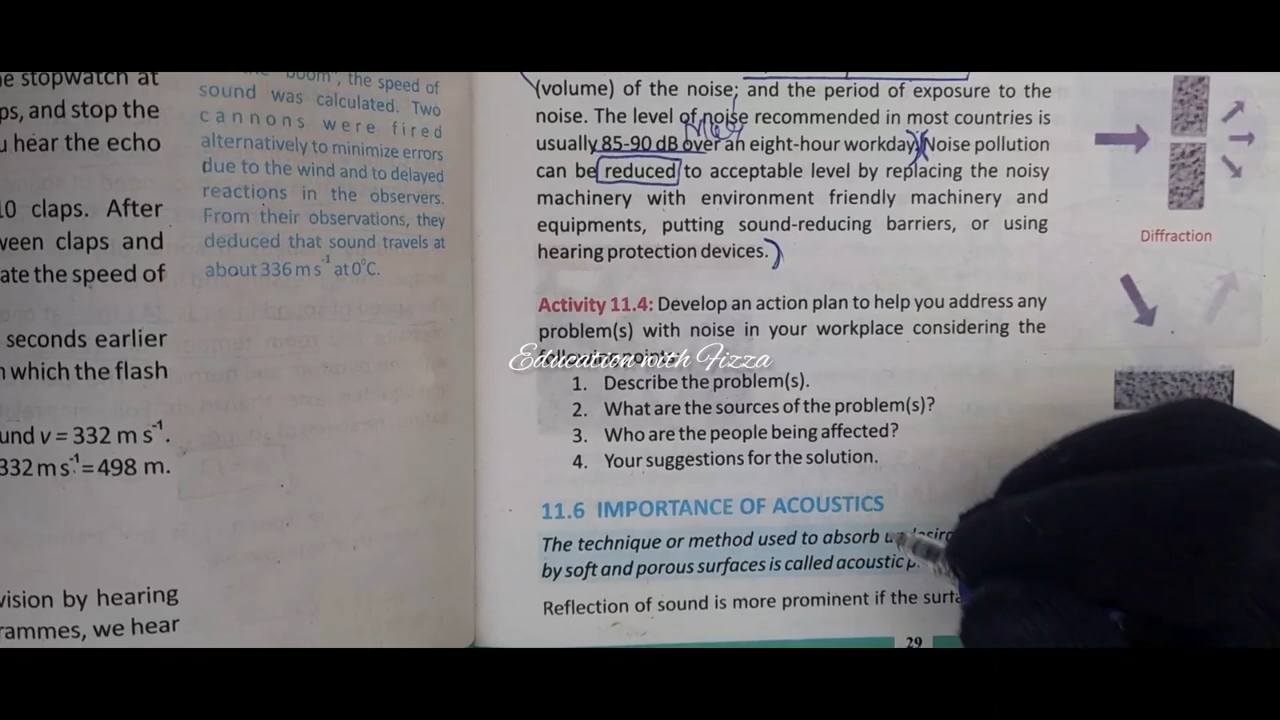 ne stopwatch at
ps, and stop the
u hear the echo
10 claps. After
ween claps and
ate the speed of
seconds earlier
n which the flash
und v = 332 m s-1.
332 m s-1 = 498 m.
vision by hearing
rammes, we hear
"boom", the speed of
sound was calculated. Two
cannons were fired
alternatively to minimize errors
due to the wind and to delayed
reactions in the observers.
From their observations, they
deduced that sound travels at
about 336 m s-1 at 0°C.
(volume) of the noise; and the period of exposure to the
noise. The level of noise recommended in most countries is
usually 85-90 dB over an eight-hour workday. Noise pollution
can be reduced to acceptable level by replacing the noisy
machinery with environment friendly machinery and
equipments, putting sound-reducing barriers, or using
hearing protection devices.
Activity 11.4: Develop an action plan to help you address any
problem(s) with noise in your workplace considering the
Education with Fizza
1. Describe the problem(s).
2. What are the sources of the problem(s)?
3. Who are the people being affected?
4. Your suggestions for the solution.
11.6 IMPORTANCE OF ACOUSTICS
The technique or method used to absorb
by soft and porous surfaces is called acoustic
Reflection of sound is more prominent if the
29
Diffraction